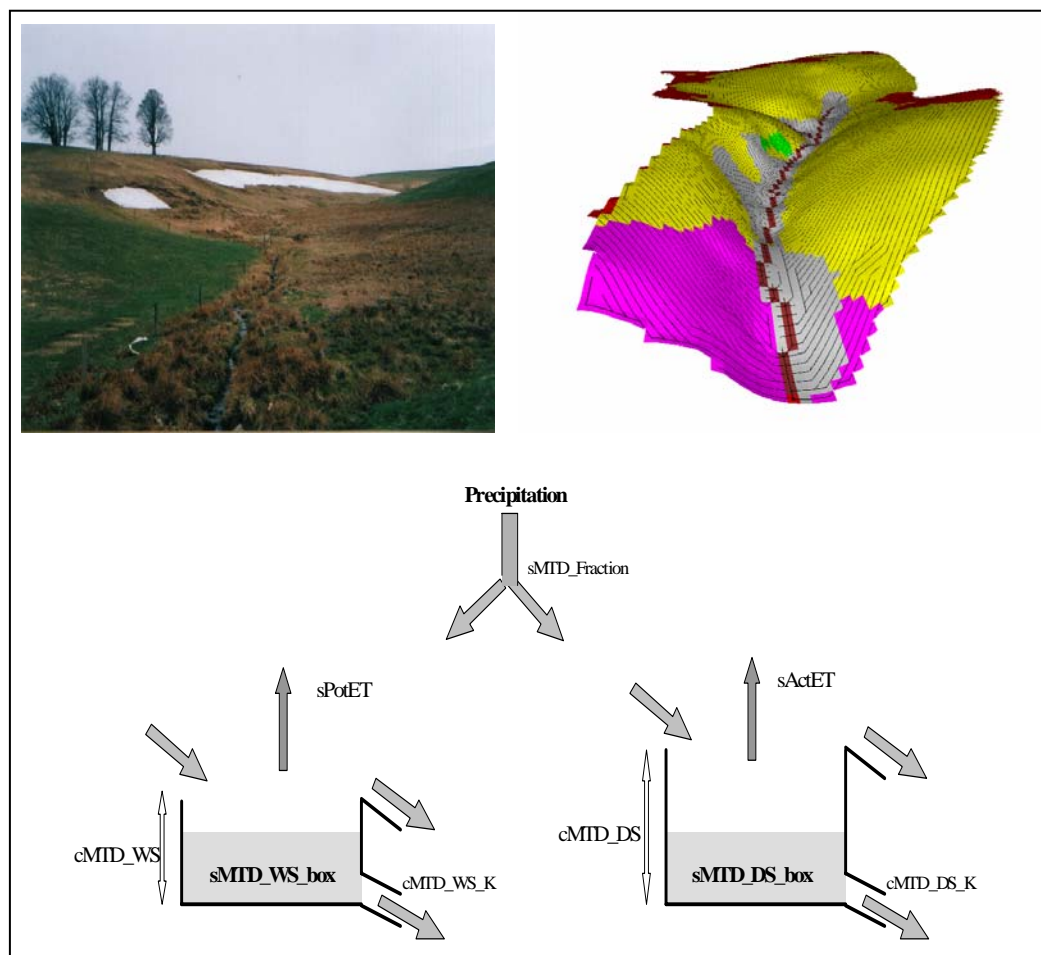 Precipitation
sMTD_Fraction
sPotET
sActET
cMTD_WS
sMTD_WS_box
cMTD_WS_K
cMTD_DS
sMTD_DS_box
cMTD_DS_K